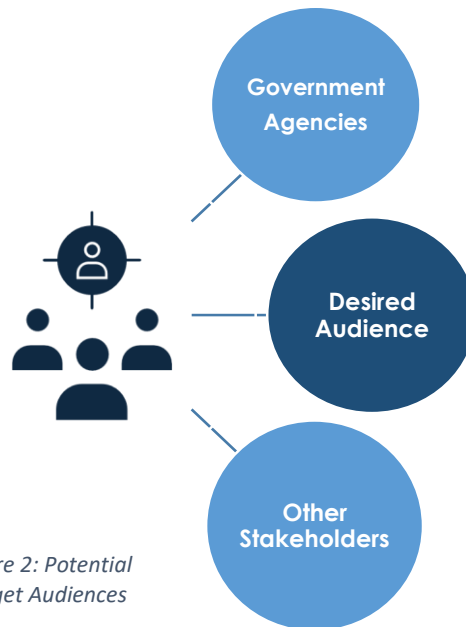 Government
Agencies
Desired
Audience
Other
Stakeholders
re 2: Potential
get Audiences